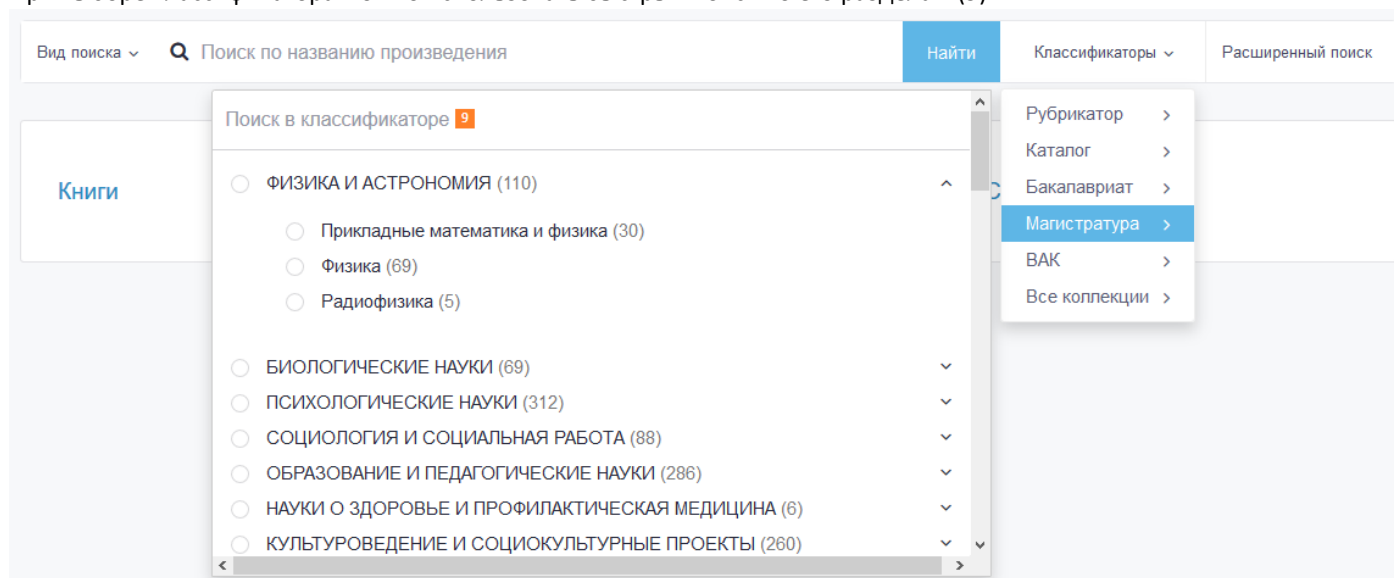 Вид поиска
Поиск по названию произведения
Найти
Классификаторы
Расширенный поиск
Поиск в классификаторе 9
Книги
ФИЗИКА И АСТРОНОМИЯ (110)
Прикладные математика и физика (30)
Физика (69)
Радиофизика (5)
БИОЛОГИЧЕСКИЕ НАУКИ (69)
ПСИХОЛОГИЧЕСКИЕ НАУКИ (312)
СОЦИОЛОГИЯ И СОЦИАЛЬНАЯ РАБОТА (88)
ОБРАЗОВАНИЕ И ПЕДАГОГИЧЕСКИЕ НАУКИ (286)
НАУКИ О ЗДОРОВЬЕ И ПРОФИЛАКТИЧЕСКАЯ МЕДИЦИНА (6)
КУЛЬТУРОВЕДЕНИЕ И СОЦИОКУЛЬТУРНЫЕ ПРОЕКТЫ (260)
Рубрикатор
Каталог
Бакалавриат
Магистратура
ВАК
Все коллекции